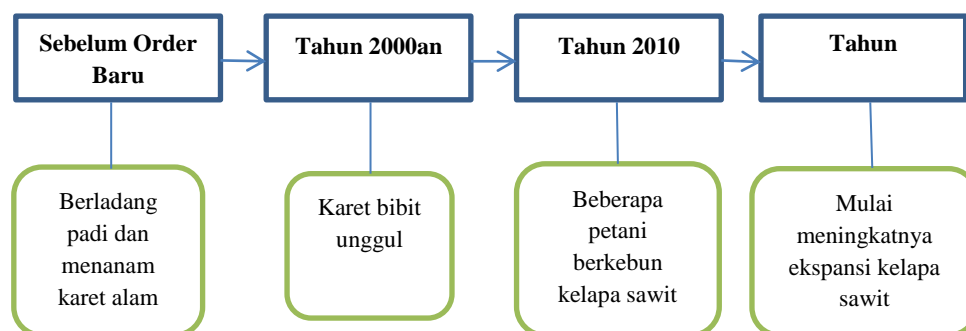 Sebelum Order
Baru
Tahun 2000an
Tahun 2010
Tahun
Berladang
padi dan
menanam
karet alam
Karet bibit
unggul
Beberapa
petani
berkebun
kelapa sawit
Mulai
meningkatnya
ekspansi kelapa
sawit